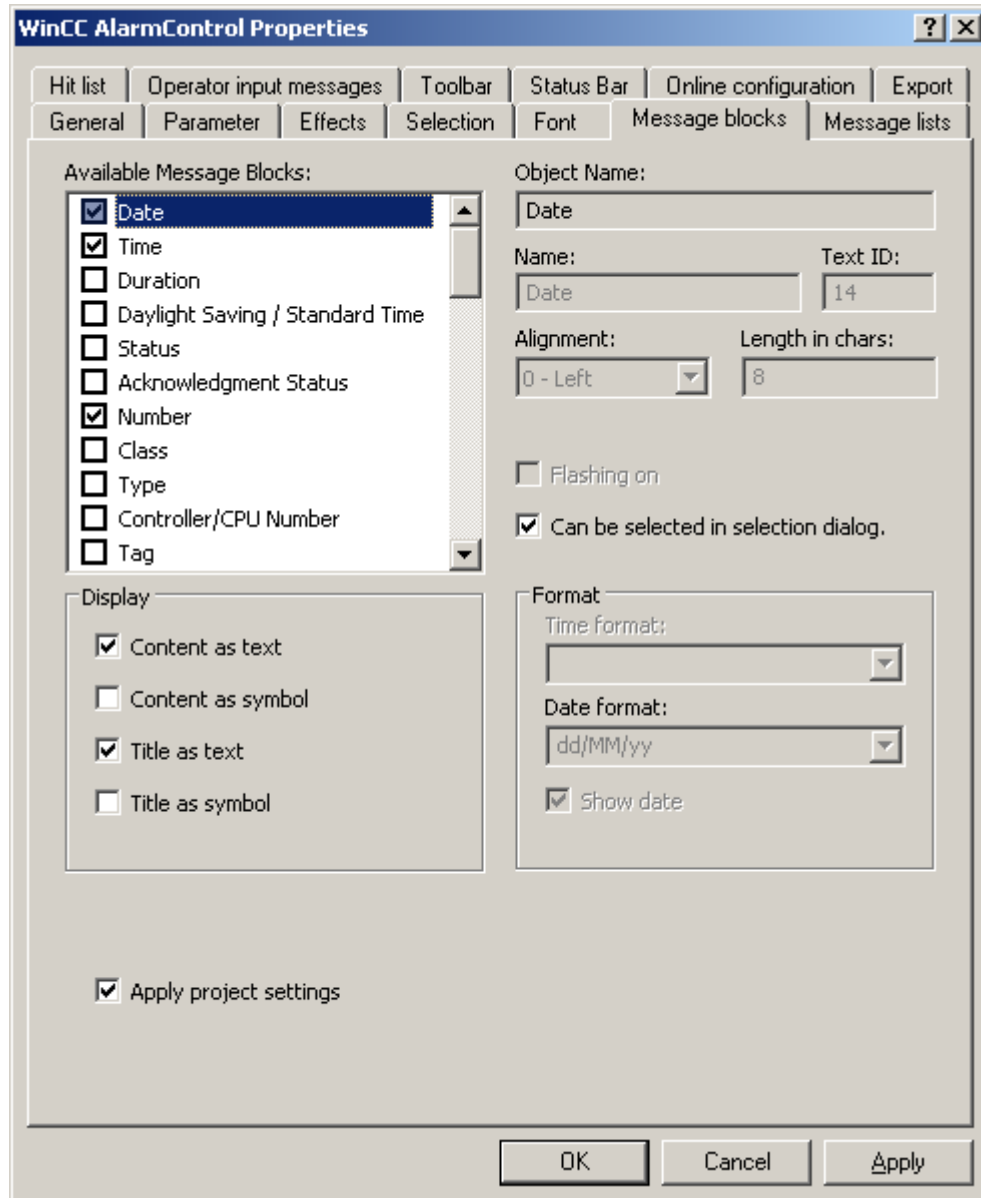 WinCC AlarmControl Properties
Hit list Operator input messages Toolbar Status Bar Online configuration Export
General Parameter Effects Selection Font Message blocks Message lists
Available Message Blocks:
Date
Time
Duration
Daylight Saving / Standard Time
Status
Acknowledgment Status
Number
Class
Type
Controller/CPU Number
Tag
Object Name:
Date
Name: Text ID:
Date 14
Alignment: Length in chars:
0 - Left 8
Flashing on
Can be selected in selection dialog.
Display
Content as text
Content as symbol
Title as text
Title as symbol
Format
Time format:
Date format:
dd/MM/yy
Show date
Apply project settings
OK Cancel Apply